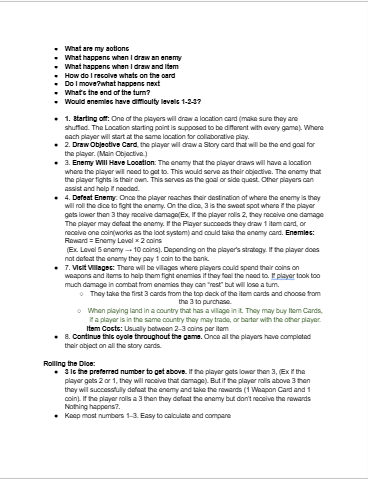 ● What are my actions
● What happens when I draw an enemy
● What happens when I draw and item
● How do I resolve whats on the card
● Do I move?what happens next
● What's the end of the turn?
● Would enemies have difficulty levels 1-2-3?
● 1. Starting off: One of the players will draw a location card (make sure they are
shuffled. The Location starting point is supposed to be different with every game). Where
each player will start at the same location for collaborative play.
● 2. Draw Objective Card, the player will draw a Story card that will be the end goal for
the player. (Main Objective.)
● 3. Enemy Will Have Location: The enemy that the player draws will have a location
where the player will need to get to. This would serve as their objective. The enemy that
the player fights is their own. This serves as the goal or side quest. Other players can
assist and help if needed.
● 4. Defeat Enemy: Once the player reaches their destination of where the enemy is they
will roll the dice to fight the enemy. On the dice, 3 is the sweet spot where if the player
gets lower then 3 they receive damage(Ex, If the player rolls 2, they receive one damage
The player may defeat the enemy. If the Player succeeds they draw 1 item card, or
receive one coin(works as the loot system) and could take the enemy card. Enemies:
Reward = Enemy Level × 2 coins
(Ex. Level 5 enemy → 10 coins). Depending on the player's strategy. If the player does
not defeat the enemy they pay 1 coin to the bank.
● 7. Visit Villages: There will be villages where players could spend their coins on
weapons and items to help them fight enemies if they feel the need to. If player took too
much damage in combat from enemies they can "rest" but will lose a turn.
○ They take the first 3 cards from the top deck of the item cards and choose from
the 3 to purchase.
○ When playing land in a country that has a village in it. They may buy Item Cards,
if a player is in the same country they may trade, or barter with the other player.
Item Costs: Usually between 2–3 coins per item
● 8. Continue this cycle throughout the game. Once all the players have completed
their object on all the story cards.
Rolling the Dice:
● 3 is the preferred number to get above. If the player gets lower then 3, (Ex if the
player gets 2 or 1, they will receive that damage). But if the player rolls above 3 then
they will successfully defeat the enemy and take the rewards (1 Weapon Card and 1
coin). If the player rolls a 3 then they defeat the enemy but don't receive the rewards
Nothing happens?.
● Keep most numbers 1–3. Easy to calculate and compare